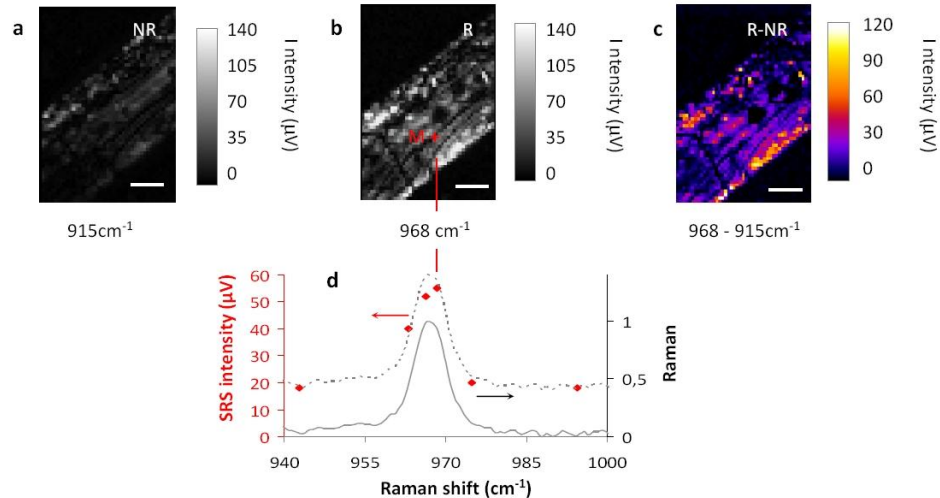 a
NR
140
105
70
35
0
Intensity (µV)
915cm-1
b
R
M
140
105
70
35
0
Intensity (µV)
968 cm-1
c
R-NR
120
90
60
30
0
Intensity (µV)
968 - 915cm-1
d
SRS intensity (µV)
60
50
40
30
20
10
0
1
0,5
0
Raman
940
955
970
985
1000
Raman shift (cm-1)